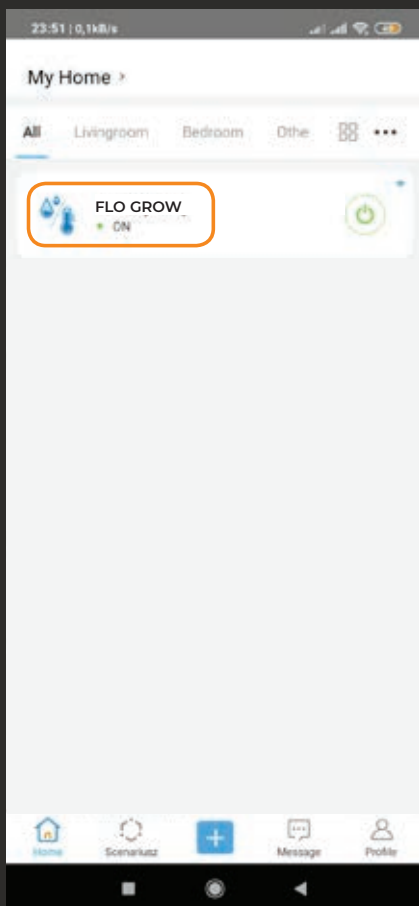 23:51 | 0,1kB/s
My Home >
All Livingroom Bedroom Othe
FLO GROW
ON
Home Scenariusz Message Profile